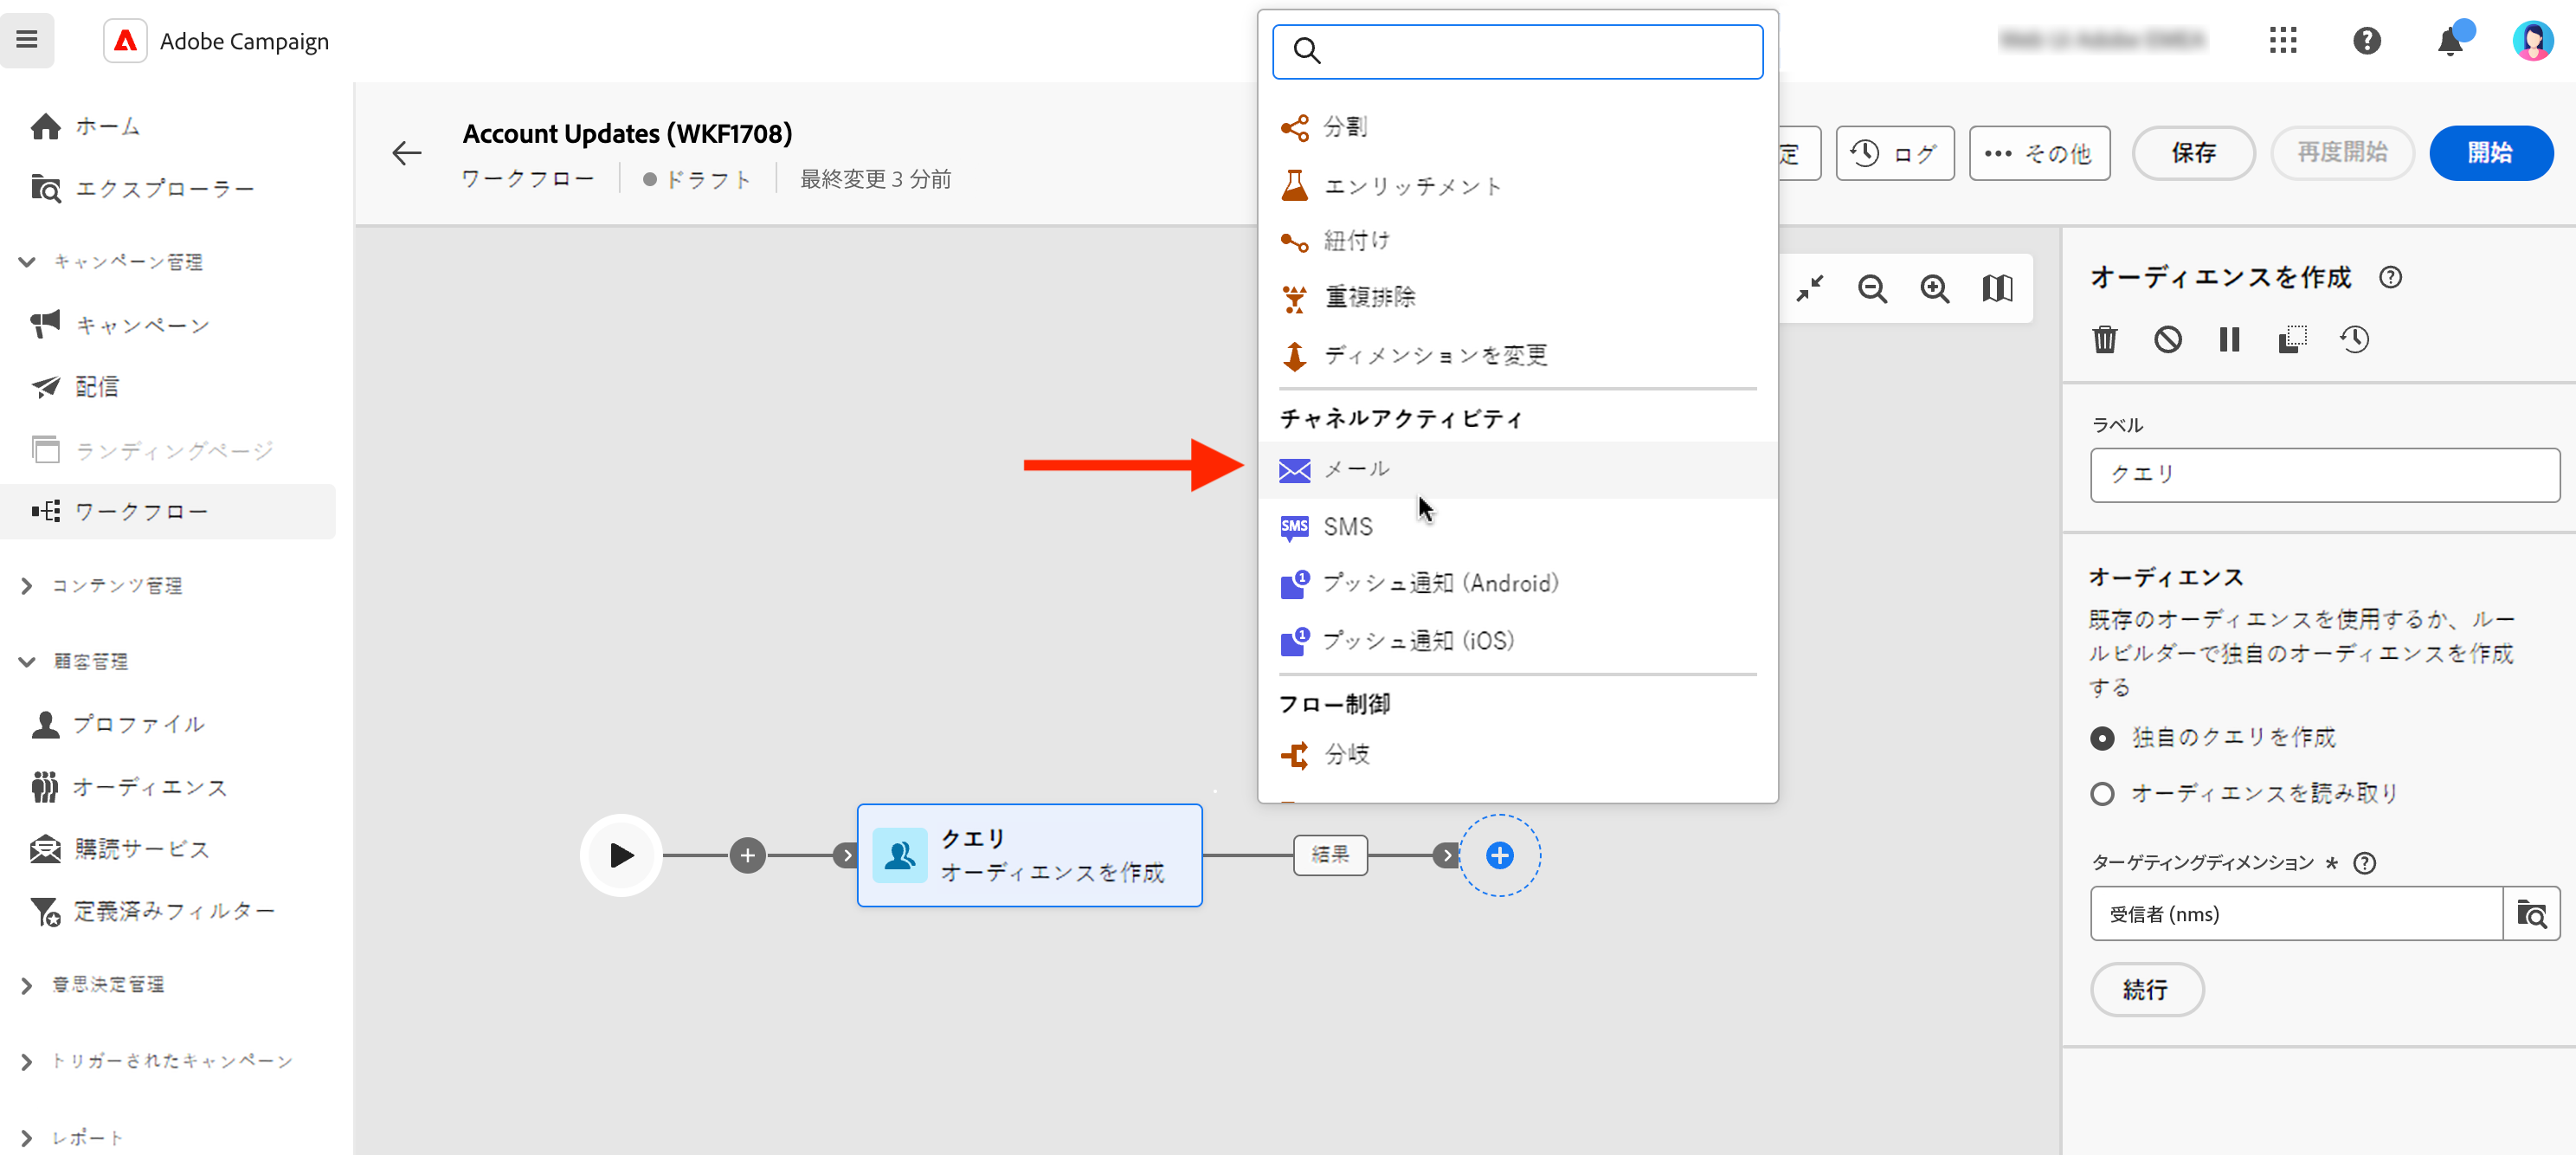 Adobe Campaign
ホーム
エクスプローラー
キャンペーン管理
キャンペーン
配信
ランディングページ
ワークフロー
コンテンツ管理
顧客管理
プロファイル
オーディエンス
購読サービス
定義済みフィルター
意思決定管理
トリガーされたキャンペーン
レポート
Account Updates (WKF1708)
ワークフロー
ドラフト
最終変更 3 分前
定
ログ
その他
保存
再度開始
開始
分割
エンリッチメント
紐付け
重複排除
ディメンションを変更
チャネルアクティビティ
メール
SMS
SMS
1
プッシュ通知 (Android)
1
プッシュ通知 (iOS)
フロー制御
分岐
クエリ
オーディエンスを作成
結果
オーディエンスを作成
ラベル
クエリ
オーディエンス
既存のオーディエンスを使用するか、ルー
ルビルダーで独自のオーディエンスを作成
する
独自のクエリを作成
オーディエンスを読み取り
ターゲティングディメンション *
受信者 (nms)
続行